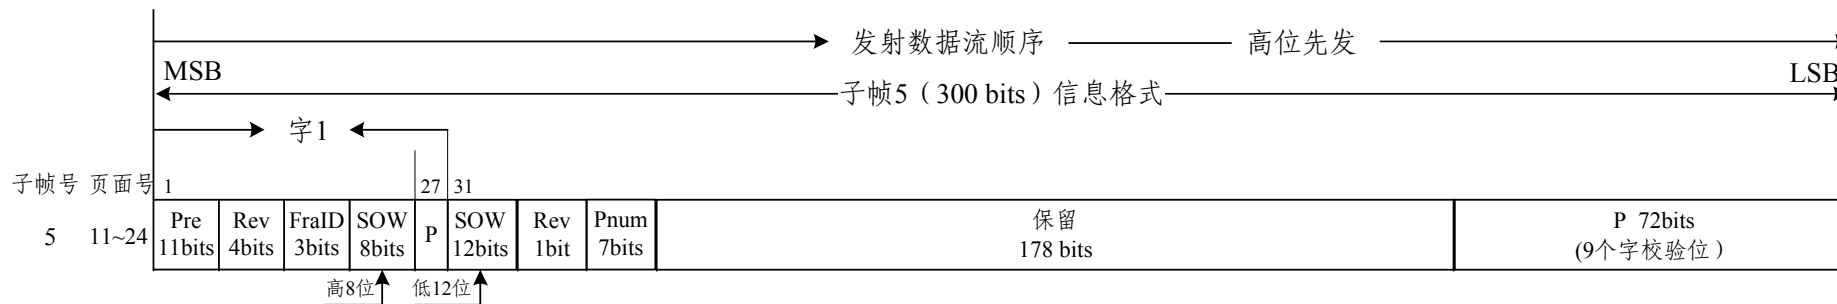 发射数据流顺序 高位先发
MSB LSB
子帧5（300 bits）信息格式
字1
子帧号 页面号 1 27 31
Pre Rev FraID SOW P SOW Rev Pnum 保留 P 72bits
5 11~24 11bits 4bits 3bits 8bits 12bits 1bit 7bits 178 bits (9个字校验位）
高8位 低12位